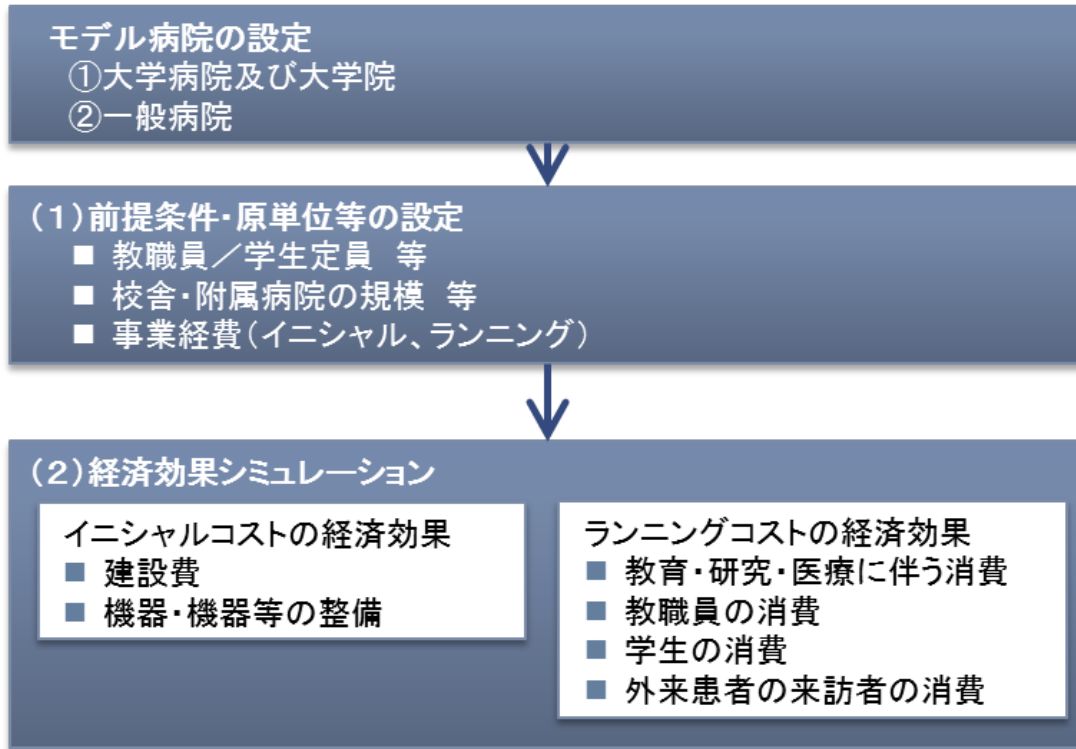 モデル病院の設定
①大学病院及び大学院
②一般病院
（１）前提条件・原単位等の設定
■ 教職員／学生定員 等
■ 校舎・附属病院の規模 等
■ 事業経費（イニシャル、ランニング）
（２）経済効果シミュレーション
イニシャルコストの経済効果
■ 建設費
■ 機器・機器等の整備
ランニングコストの経済効果
■ 教育・研究・医療に伴う消費
■ 教職員の消費
■ 学生の消費
■ 外来患者の来訪者の消費